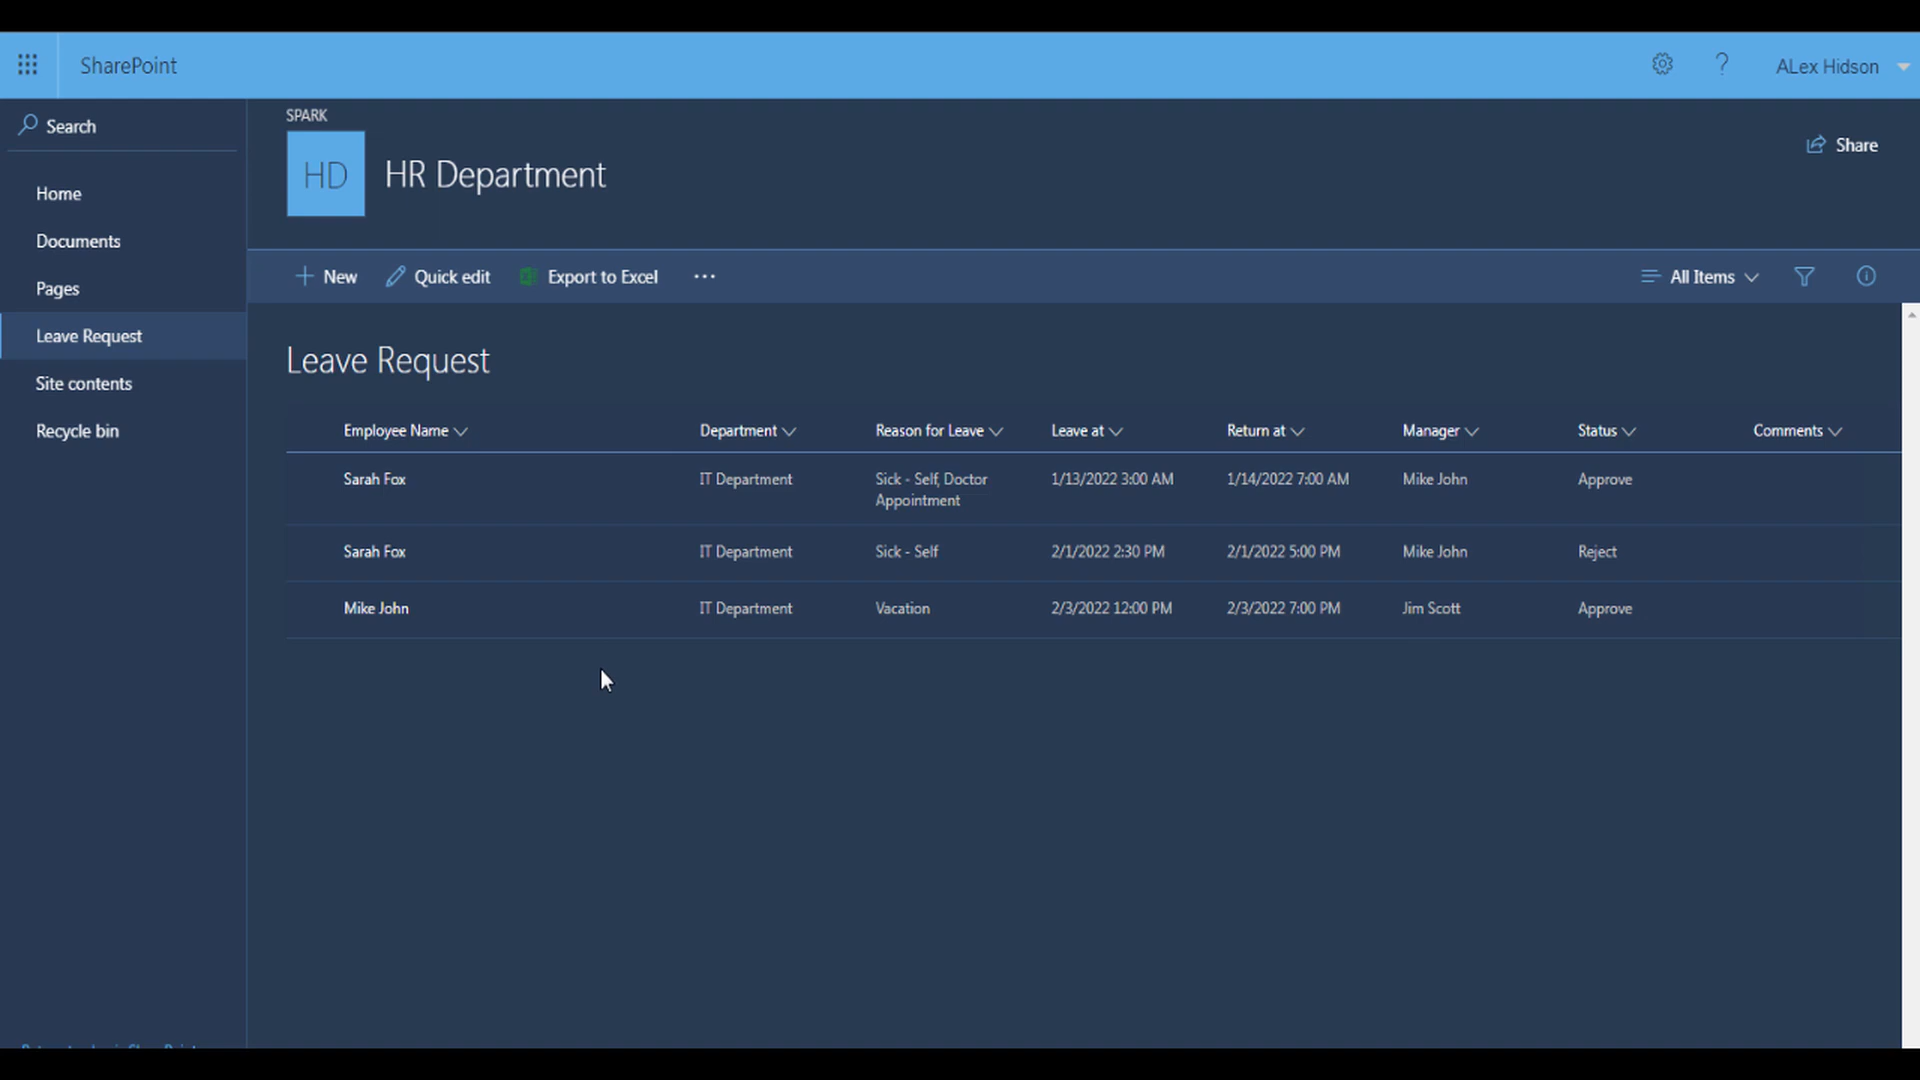 SharePoint
?
ALex Hidson
Search
SPARK
HD
HR Department
Share
Home
Documents
Pages
Leave Request
Site contents
Recycle bin
New
Quick edit
Export to Excel
...
All Items
Leave Request
Employee Name
Department
Reason for Leave
Leave at
Return at
Manager
Status
Comments
Sarah Fox
IT Department
Sick - Self, Doctor
Appointment
1/13/2022 3:00 AM
1/14/2022 7:00 AM
Mike John
Approve
Sarah Fox
IT Department
Sick - Self
2/1/2022 2:30 PM
2/1/2022 5:00 PM
Mike John
Reject
Mike John
IT Department
Vacation
2/3/2022 12:00 PM
2/3/2022 7:00 PM
Jim Scott
Approve